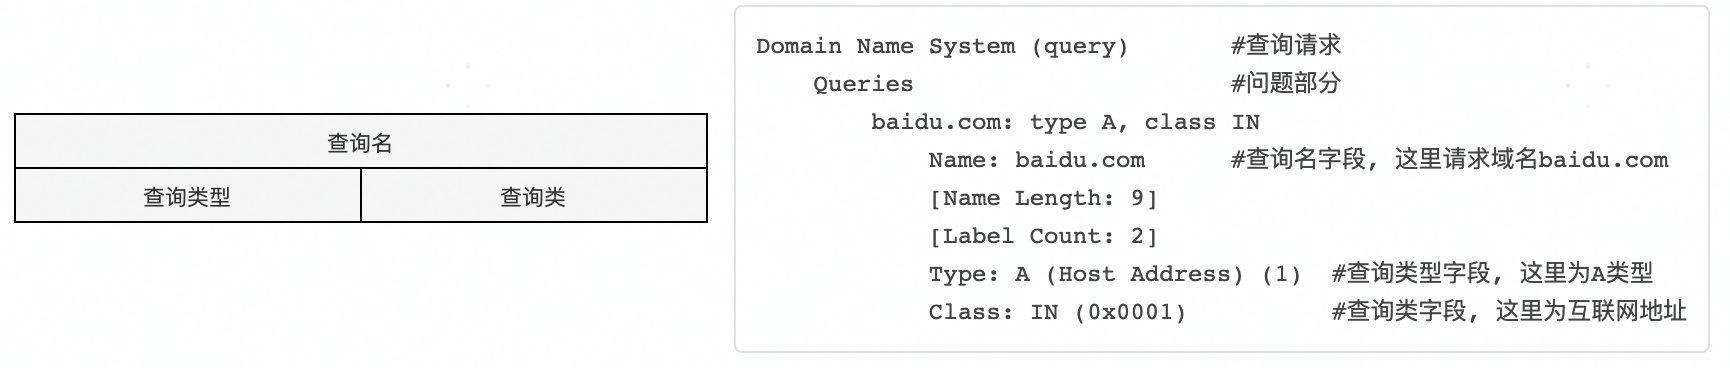 查询名
查询类型 查询类
Domain Name System (query) #查询请求
Queries #问题部分
baidu.com: type A, class IN
Name: baidu.com #查询名字段, 这里请求域名baidu.com
[Name Length: 9]
[Label Count: 2]
Type: A (Host Address) (1) #查询类型字段, 这里为A类型
Class: IN (0x0001) #查询类字段, 这里为互联网地址